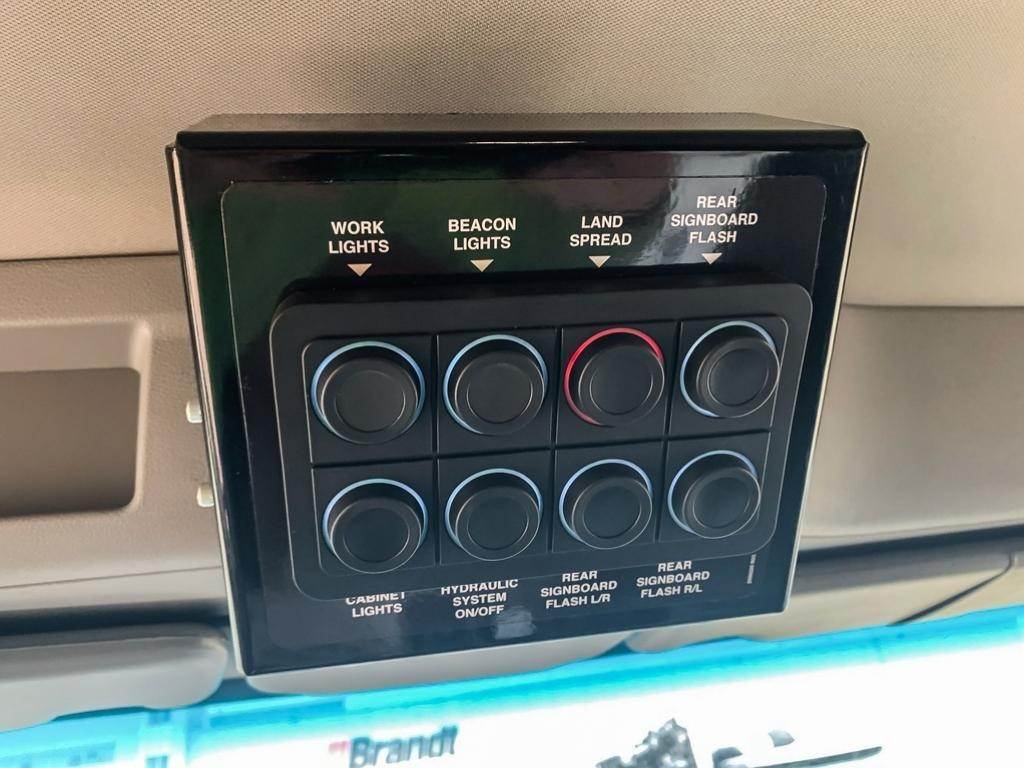 WORK
LIGHTS
BEACON
LIGHTS
LAND
SPREAD
REAR
SIGNBOARD
FLASH
CABINET
LIGHTS
HYDRAULIC
SYSTEM
ON/OFF
REAR
SIGNBOARD
FLASH L/R
REAR
SIGNBOARD
FLASH R/L
Brandt